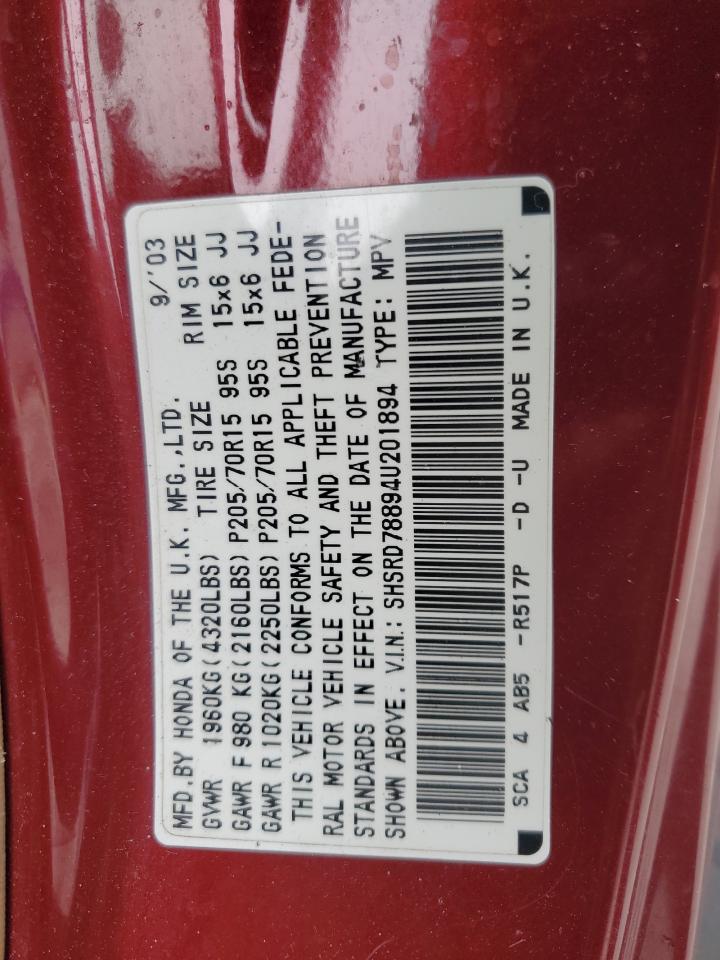 MFD.BY HONDA OF THE U.K. MFG.,LTD. 9/'03
GVWR 1960KG(4320LBS) TIRE SIZE RIM SIZE
GAWR F 980 KG(2160LBS) P205/70R15 95S 15x6 JJ
GAWR R 1020KG(2250LBS) P205/70R15 95S 15x6 JJ
THIS VEHICLE CONFORMS TO ALL APPLICABLE FEDE-
RAL MOTOR VEHICLE SAFETY AND THEFT PREVENTION
STANDARDS IN EFFECT ON THE DATE OF MANUFACTURE
SHOWN ABOVE. V.I.N.: SHSRD78894U201894 TYPE: MPV
SCA 4 AB5 -R517P -D -U MADE IN U.K.